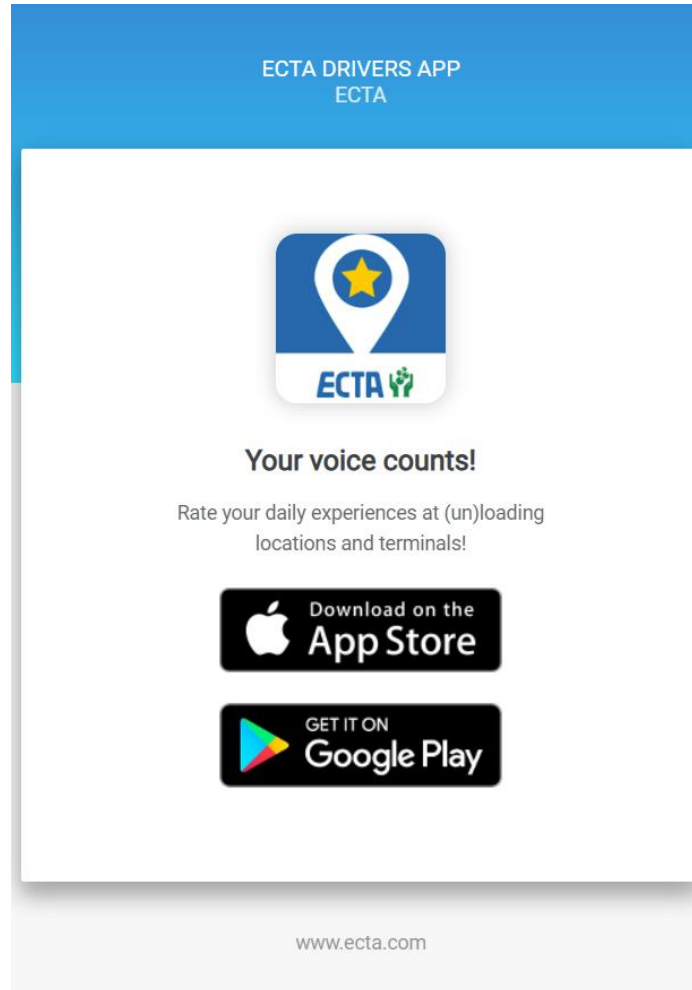 ECTA DRIVERS APP
ECTA
ECTA
Your voice counts!
Rate your daily experiences at (un)loading
locations and terminals!
Download on the
App Store
GET IT ON
Google Play
www.ecta.com